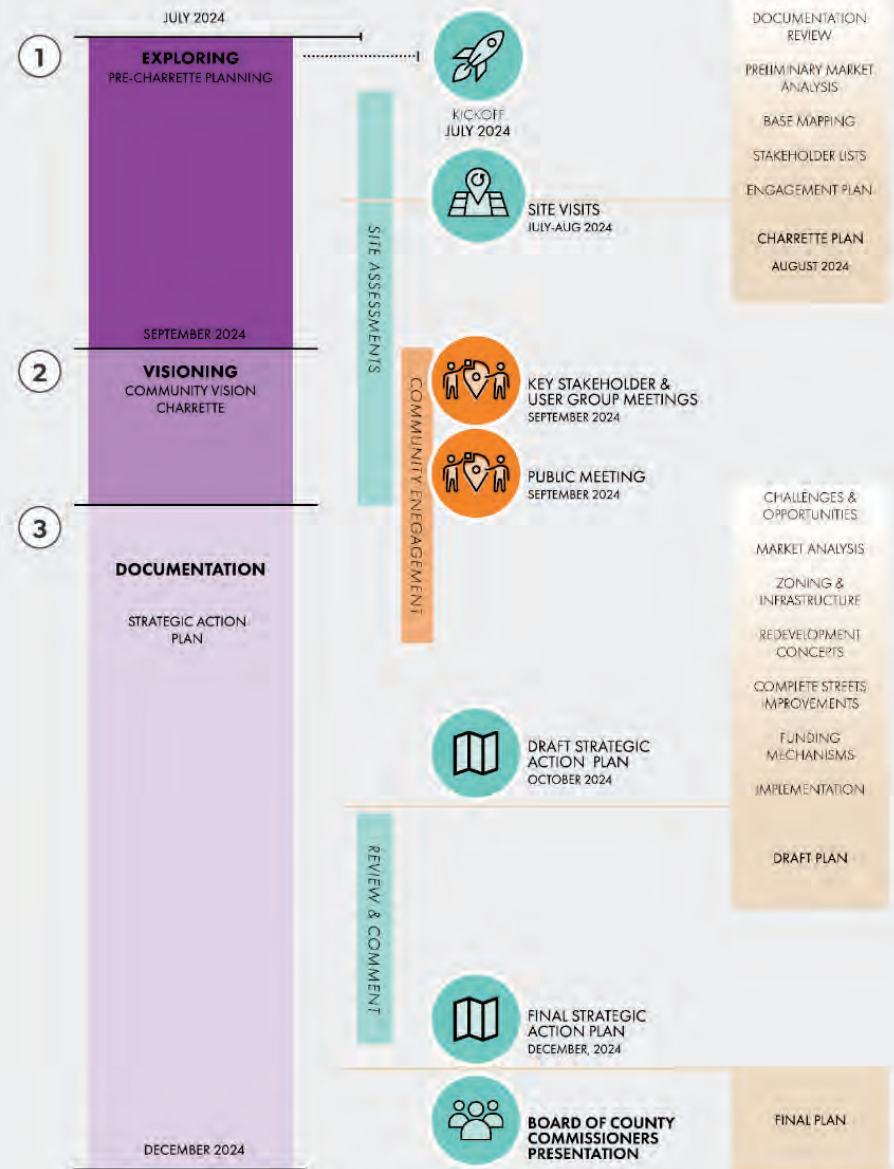 JULY 2024
1
EXPLORING
PRE-CHARRETTE PLANNING
SEPTEMBER 2024
2
VISIONING
COMMUNITY VISION
CHARRETTE
3
DOCUMENTATION
STRATEGIC ACTION
PLAN
DECEMBER 2024
SITE ASSESSMENTS
COMMUNITY ENEGAGEMENT
REVIEW & COMMENT
KICKOFF
JULY 2024
SITE VISITS
JULY-AUG 2024
KEY STAKEHOLDER &
USER GROUP MEETINGS
SEPTEMBER 2024
PUBLIC MEETING
SEPTEMBER 2024
DRAFT STRATEGIC
ACTION PLAN
OCTOBER 2024
FINAL STRATEGIC
ACTION PLAN
DECEMBER, 2024
BOARD OF COUNTY
COMMISSIONERS
PRESENTATION
DOCUMENTATION
REVIEW
PRELIMINARY MARKET
ANALYSIS
BASE MAPPING
STAKEHOLDER LISTS
ENGAGEMENT PLAN
CHARRETTE PLAN
AUGUST 2024
CHALLENGES &
OPPORTUNITIES
MARKET ANALYSIS
ZONING &
INFRASTRUCTURE
REDEVELOPMENT
CONCEPTS
COMPLETE STREETS
IMPROVEMENTS
FUNDING
MECHANISMS
IMPLEMENTATION
DRAFT PLAN
FINAL PLAN